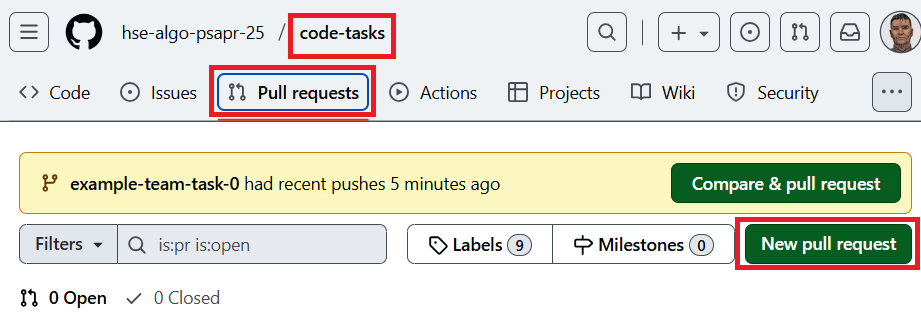 hse-algo-psapr-25 / code-tasks
Code Issues Pull requests Actions Projects Wiki Security
example-team-task-0 had recent pushes 5 minutes ago Compare & pull request
Filters is:pr is:open Labels 9 Milestones 0 New pull request
0 Open 0 Closed